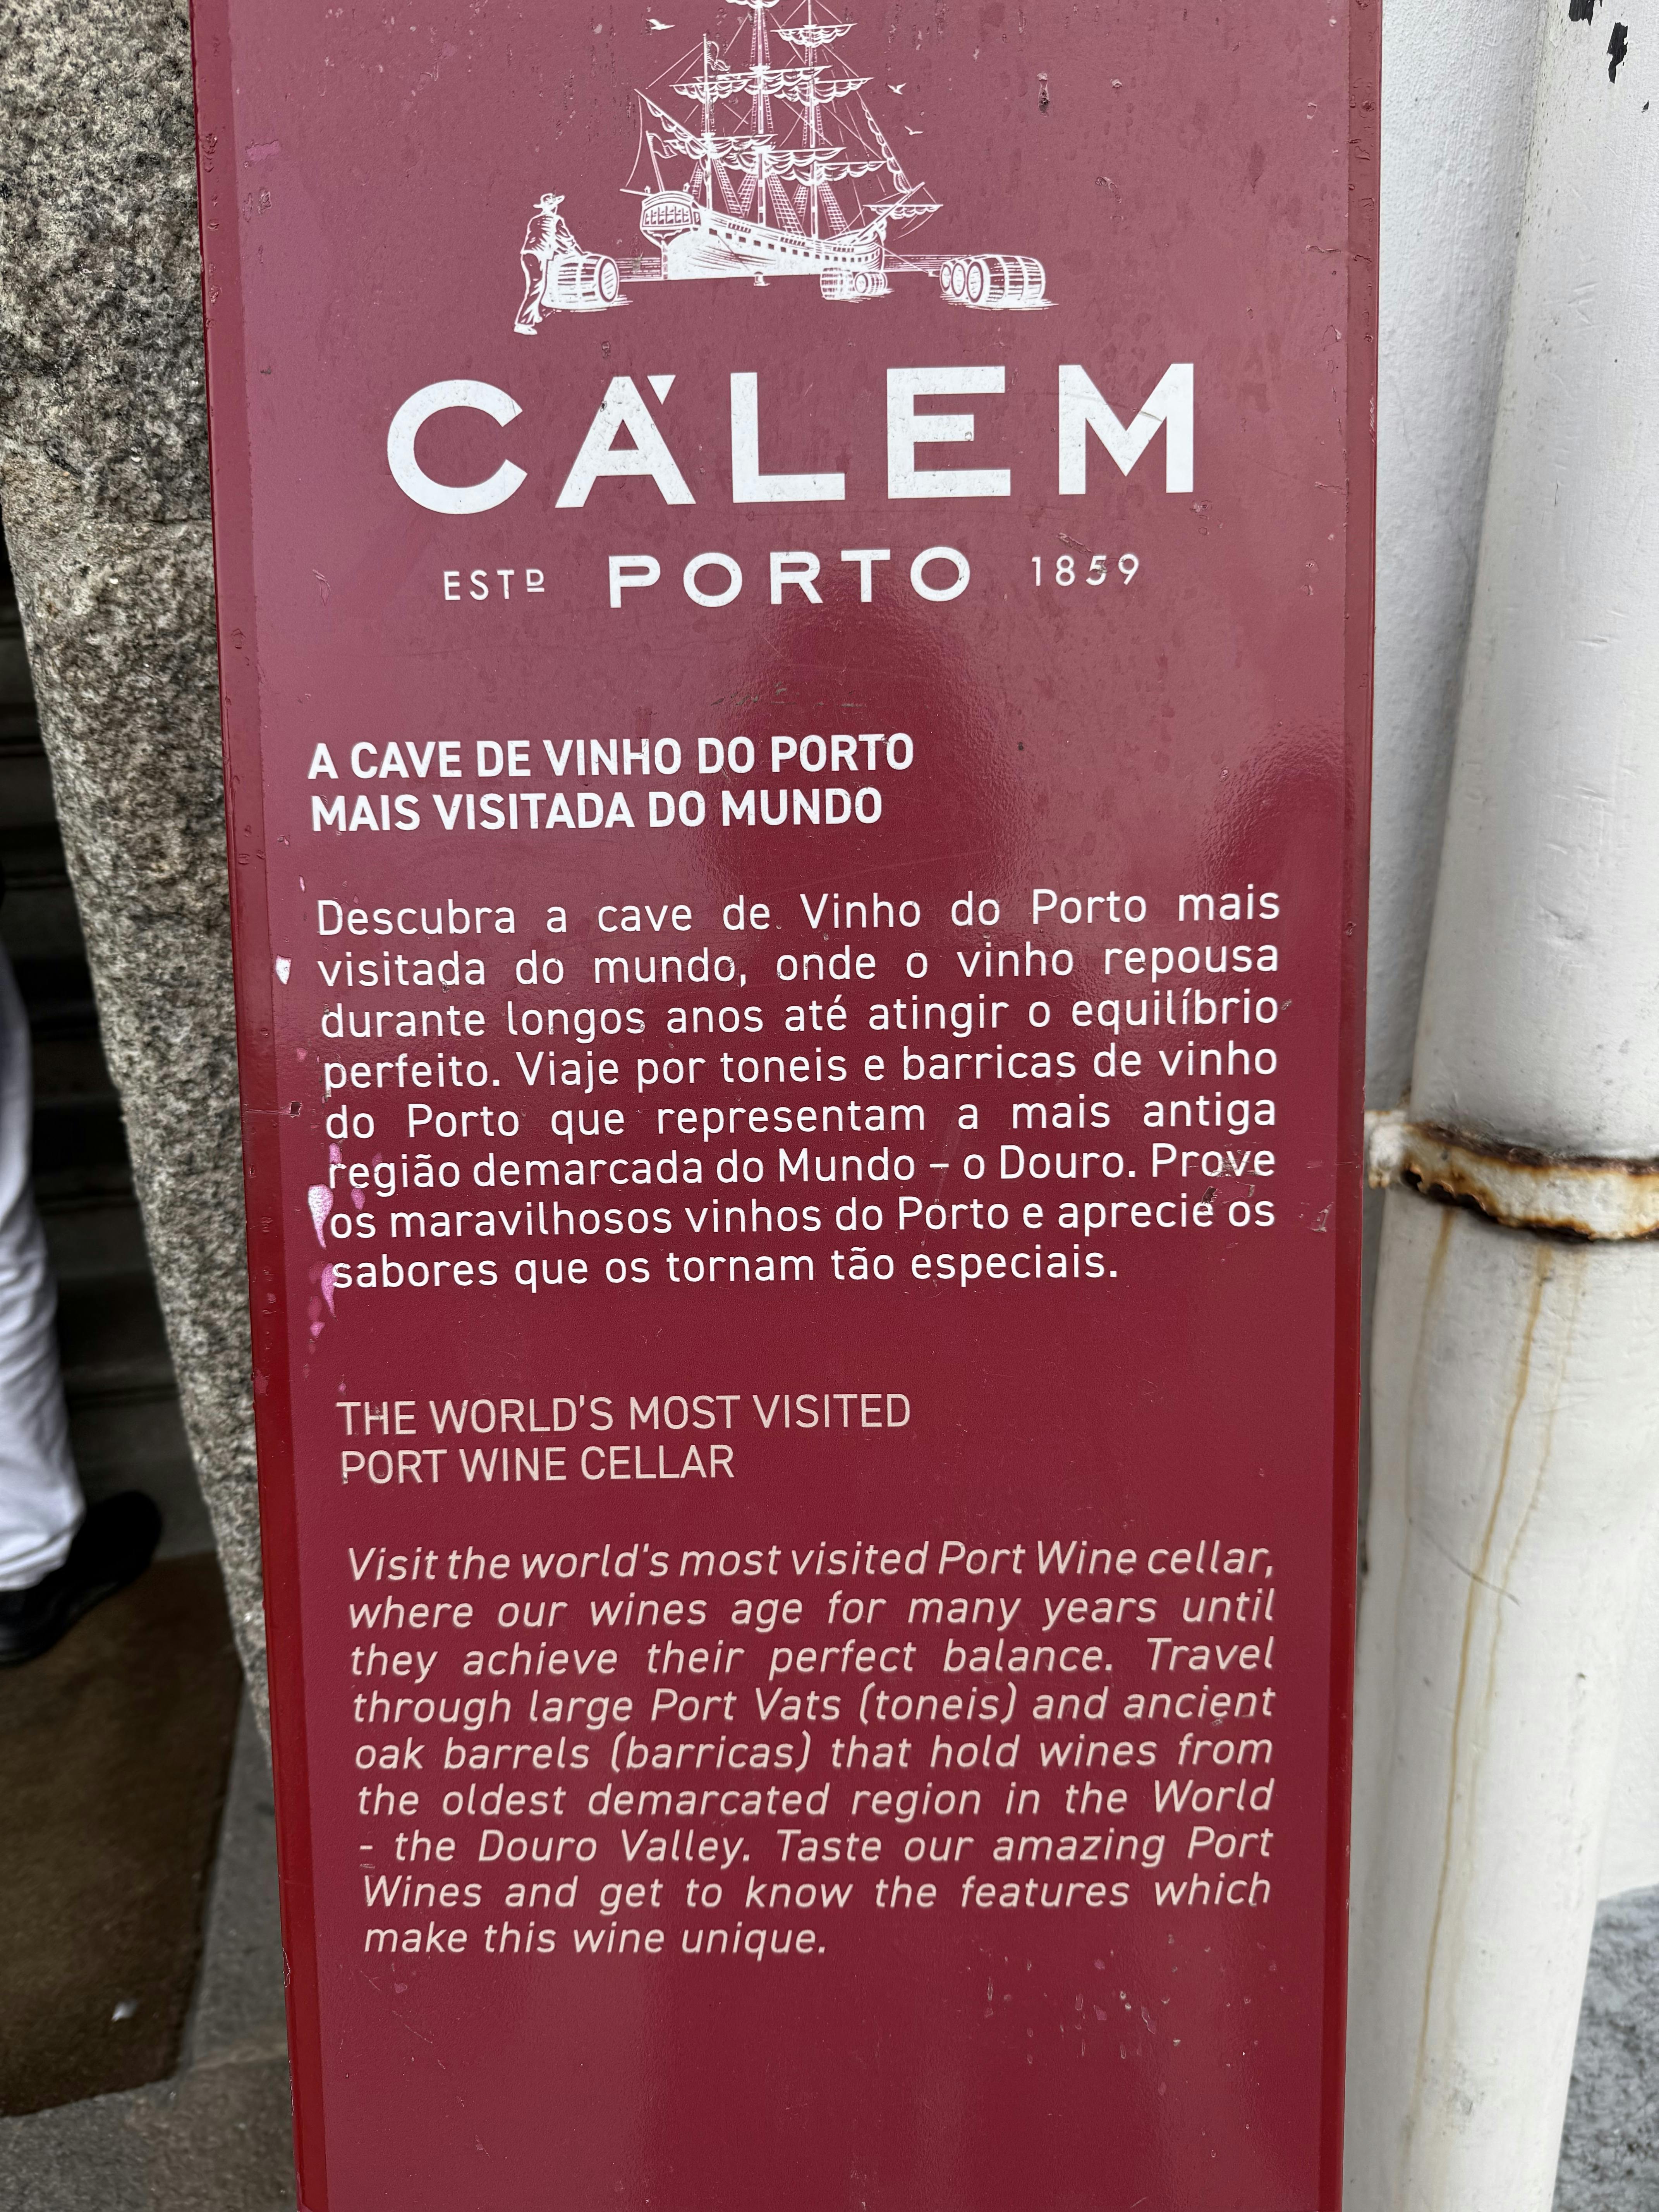 CÁLEM
ESTD PORTO 1859
A CAVE DE VINHO DO PORTO
MAIS VISITADA DO MUNDO
Descubra a cave de Vinho do Porto mais
visitada do mundo, onde o vinho repousa
durante longos anos até atingir o equilíbrio
perfeito. Viaje por toneis e barricas de vinho
do Porto que representam a mais antiga
região demarcada do Mundo – o Douro. Prove
os maravilhosos vinhos do Porto e aprecie os
sabores que os tornam tão especiais.
THE WORLD'S MOST VISITED
PORT WINE CELLAR
Visit the world's most visited Port Wine cellar,
where our wines age for many years until
they achieve their perfect balance. Travel
through large Port Vats (toneis) and ancient
oak barrels (barricas) that hold wines from
the oldest demarcated region in the World
- the Douro Valley. Taste our amazing Port
Wines and get to know the features which
make this wine unique.